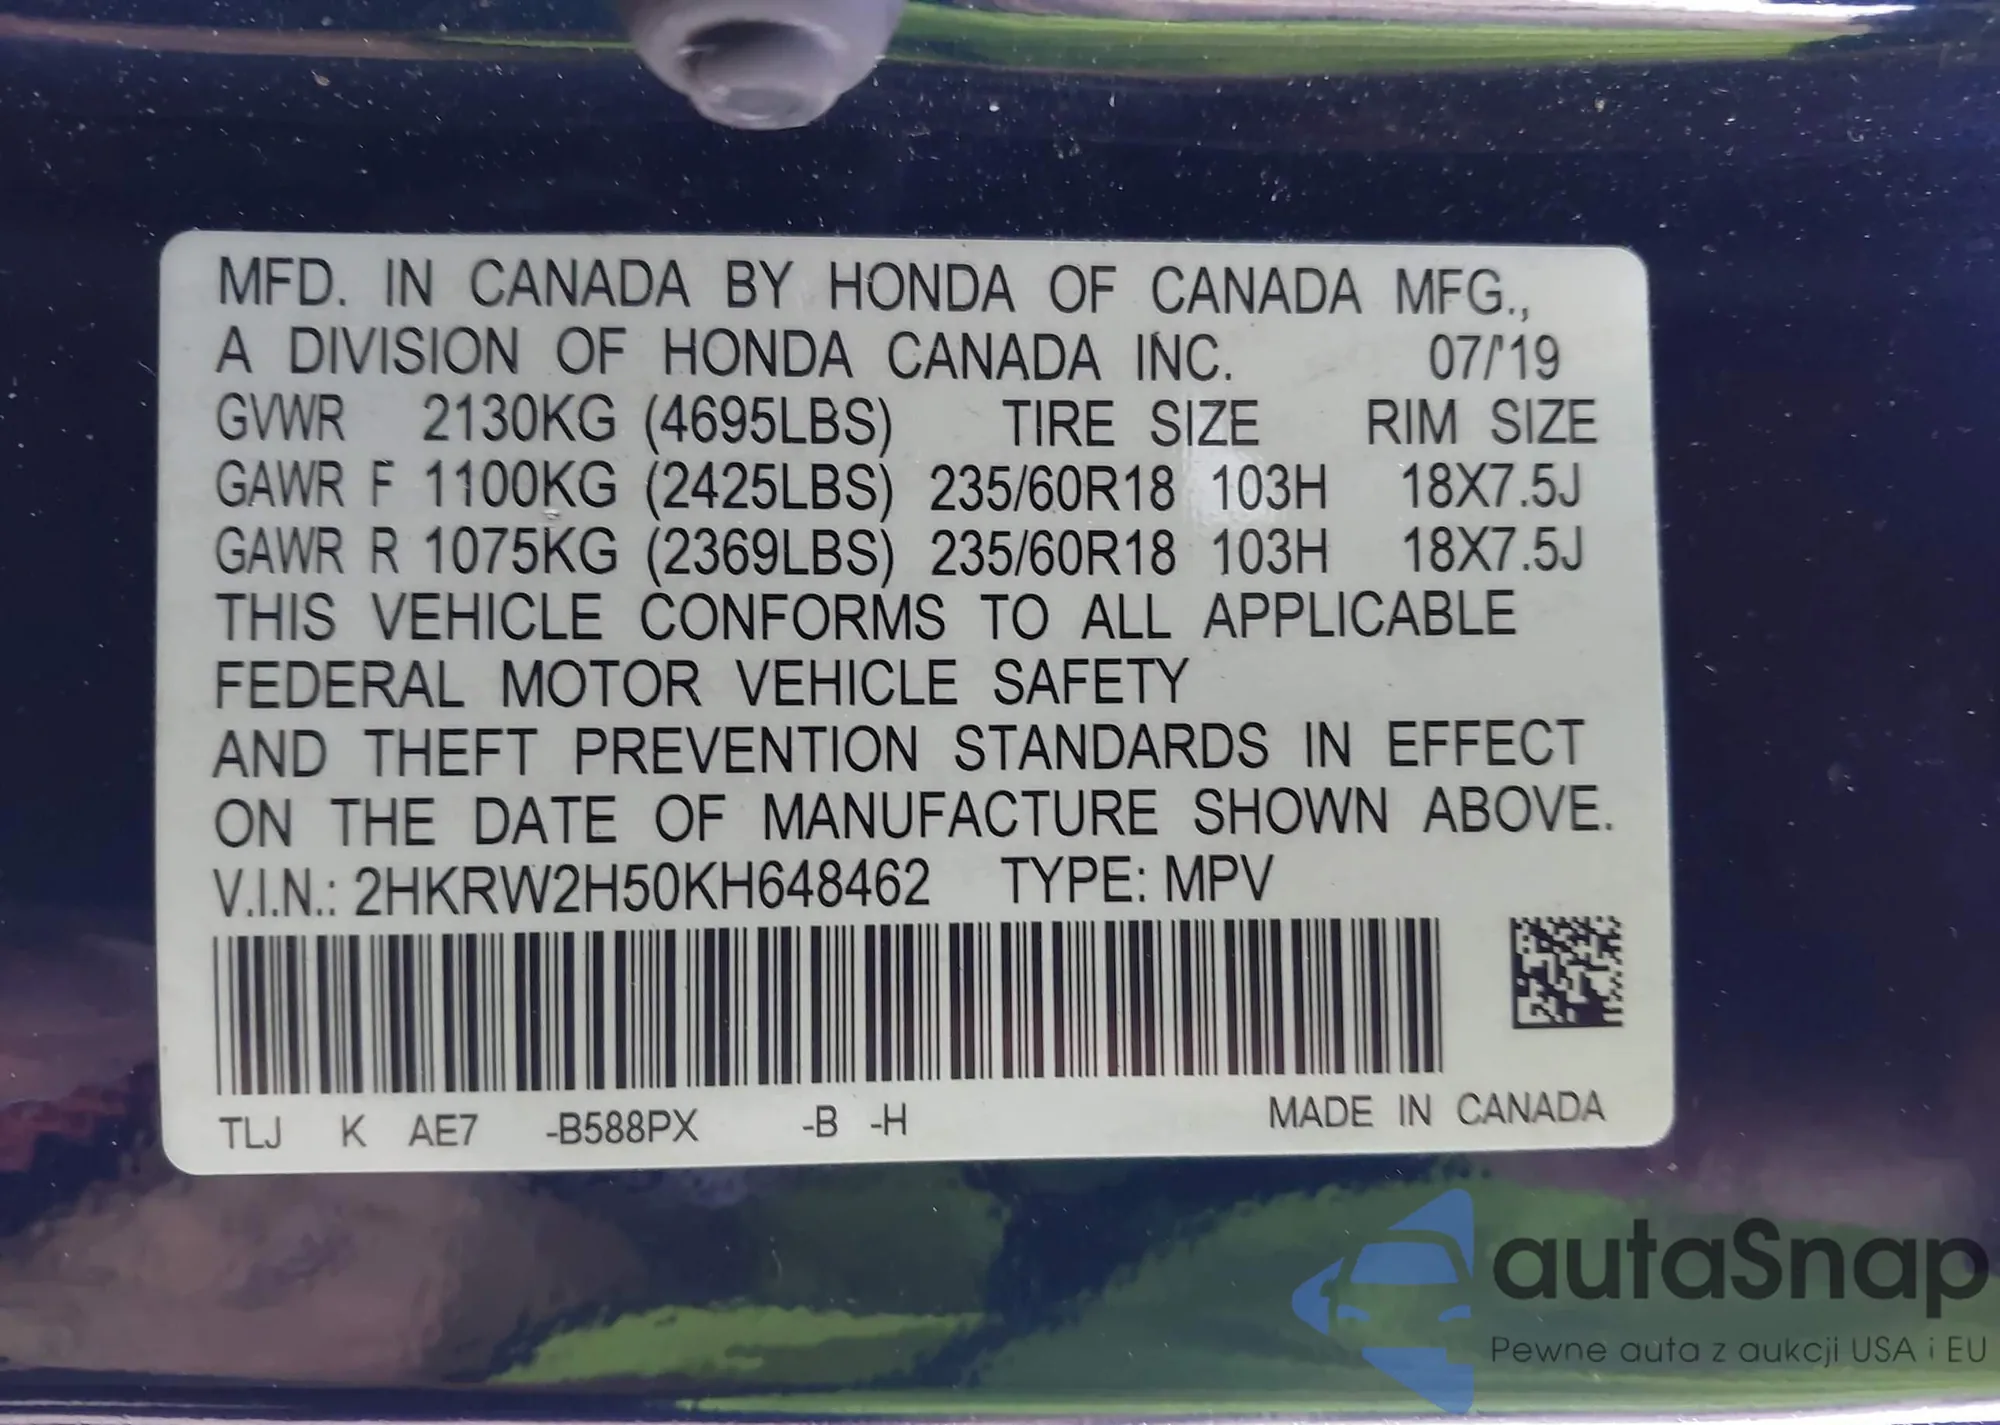 MFD. IN CANADA BY HONDA OF CANADA MFG.,
A DIVISION OF HONDA CANADA INC. 07/'19
GVWR 2130KG (4695LBS) TIRE SIZE RIM SIZE
GAWR F 1100KG (2425LBS) 235/60R18 103H 18X7.5J
GAWR R 1075KG (2369LBS) 235/60R18 103H 18X7.5J
THIS VEHICLE CONFORMS TO ALL APPLICABLE
FEDERAL MOTOR VEHICLE SAFETY
AND THEFT PREVENTION STANDARDS IN EFFECT
ON THE DATE OF MANUFACTURE SHOWN ABOVE.
V.I.N.: 2HKRW2H50KH648462 TYPE: MPV
TLJ K AE7 -B588PX -B -H MADE IN CANADA
autaSnap
Pewne auta z aukcji USA i EU